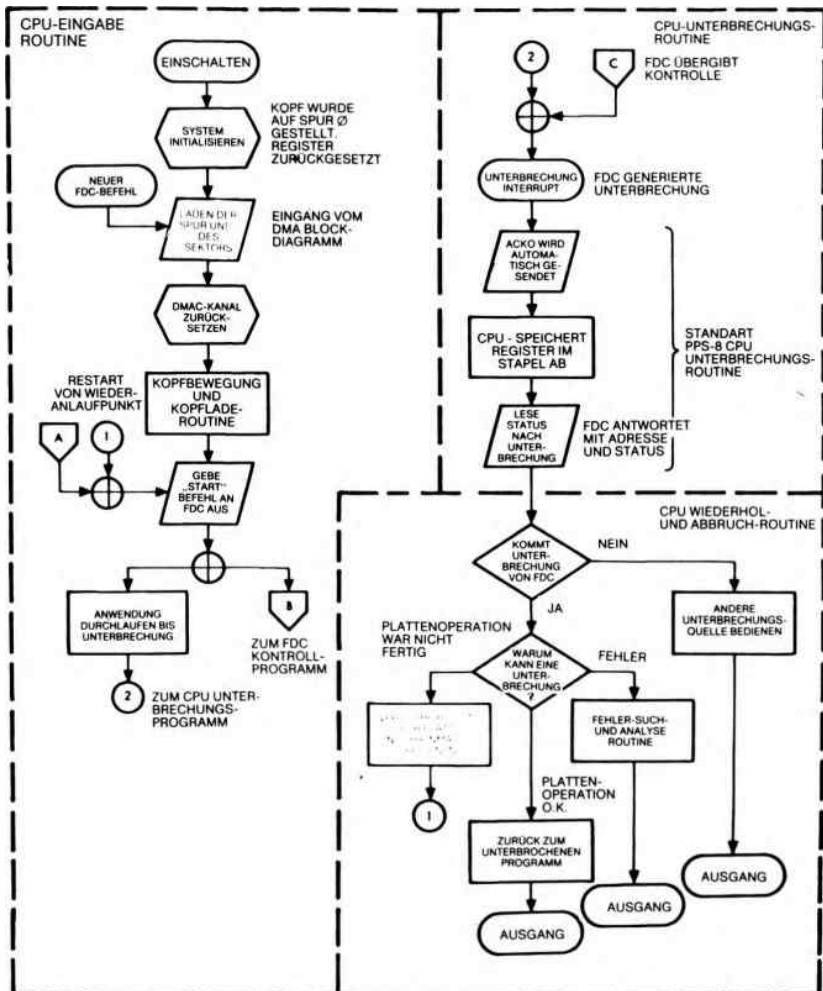 CPU-EINGABE
ROUTINE
EINSCHALTEN
SYSTEM
INITIALISIEREN
KOPF WURDE
AUF SPUR Ø
GESTELLT.
REGISTER
ZURÜCKGESETZT
NEUER
FDC-BEFEHL
LADEN DER
SPUR UND
DES
SEKTORS
EINGANG VOM
DMA BLOCK-
DIAGRAMM
DMAC-KANAL
ZURÜCK-
SETZEN
RESTART
VON WIEDER-
ANLAUFPUNKT
KOPFBEWEGUNG
UND
KOPFLADE-
ROUTINE
A
1
GEBE
„START"
BEFEHL AN
FDC AUS
ANWENDUNG
DURCHLAUFEN BIS
UNTERBRECHUNG
B
ZUM FDC
KONTROLL-
PROGRAMM
2
ZUM CPU UNTER-
BRECHUNGS-
PROGRAMM
CPU-UNTERBRECHUNGS-
ROUTINE
2
C
FDC ÜBERGIBT
KONTROLLE
UNTERBRECHUNG
INTERRUPT
FDC GENERIERTE
UNTERBRECHUNG
ACKO WIRD
AUTOMA-
TISCH GE-
SENDET
CPU - SPEICHERT
REGISTER IM
STAPEL AB
STANDART
PPS-8 CPU
UNTERBRECHUNGS-
ROUTINE
LESE
STATUS
NACH
UNTER-
BRECHUNG
FDC ANTWORTET
MIT ADRESSE
UND STATUS
CPU WIEDERHOL-
UND ABBRUCH-ROUTINE
KOMMT
UNTER-
BRECHUNG
VON FDC
NEIN
JA
ANDERE
UNTERBRECHUNGS-
QUELLE BEDIENEN
PLATTENOPERATION
WAR NICHT
FERTIG
WARUM
KANN EINE
UNTER-
BRECHUNG
?
FEHLER
FEHLER-SUCH-
UND ANALYSE
ROUTINE
1
PLATTEN-
OPERATION
O.K.
ZURÜCK ZUM
UNTERBROCHENEN
PROGRAMM
AUSGANG
AUSGANG
AUSGANG